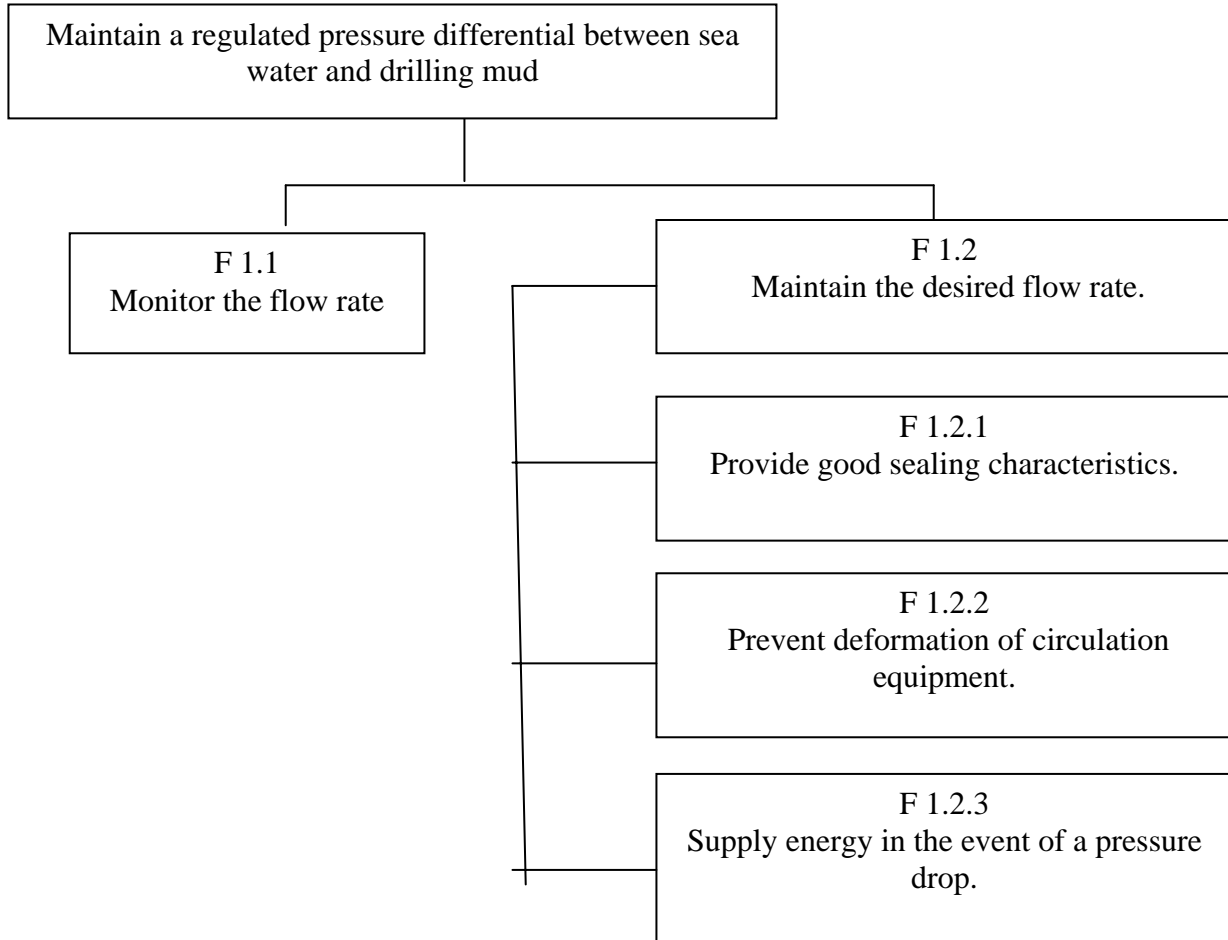 Maintain a regulated pressure differential between sea
water and drilling mud
F 1.1
Monitor the flow rate
F 1.2
Maintain the desired flow rate.
F 1.2.1
Provide good sealing characteristics.
F 1.2.2
Prevent deformation of circulation
equipment.
F 1.2.3
Supply energy in the event of a pressure
drop.